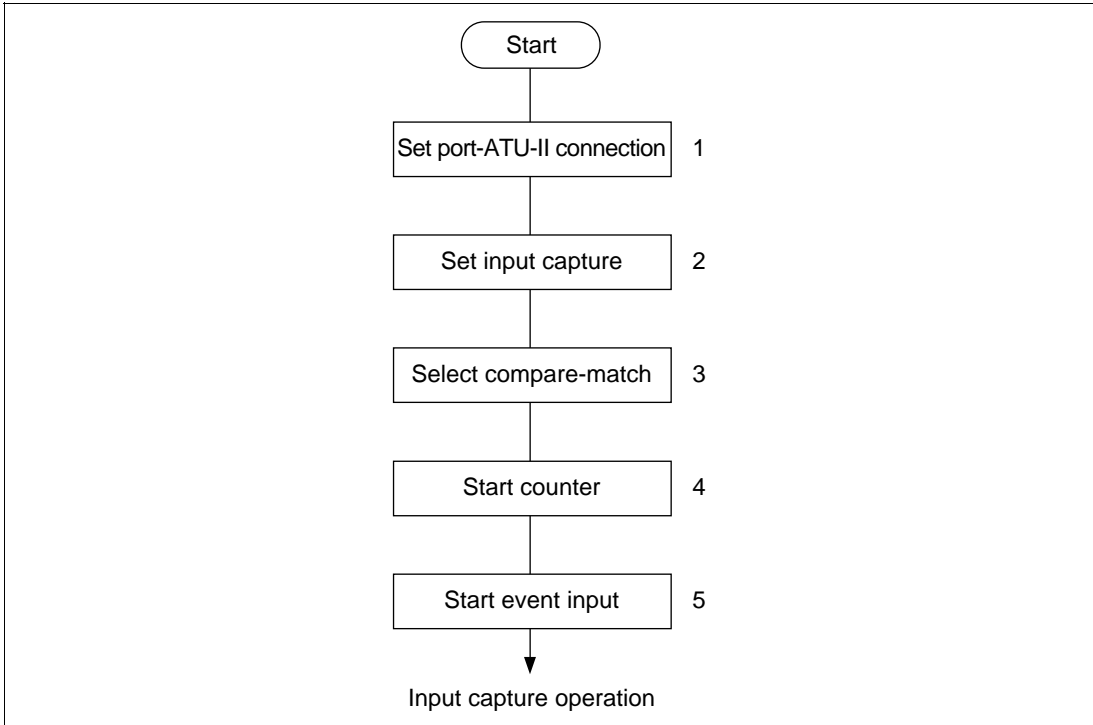 Start
Set port-ATU-II connection 1
Set input capture 2
Select compare-match 3
Start counter 4
Start event input 5
Input capture operation